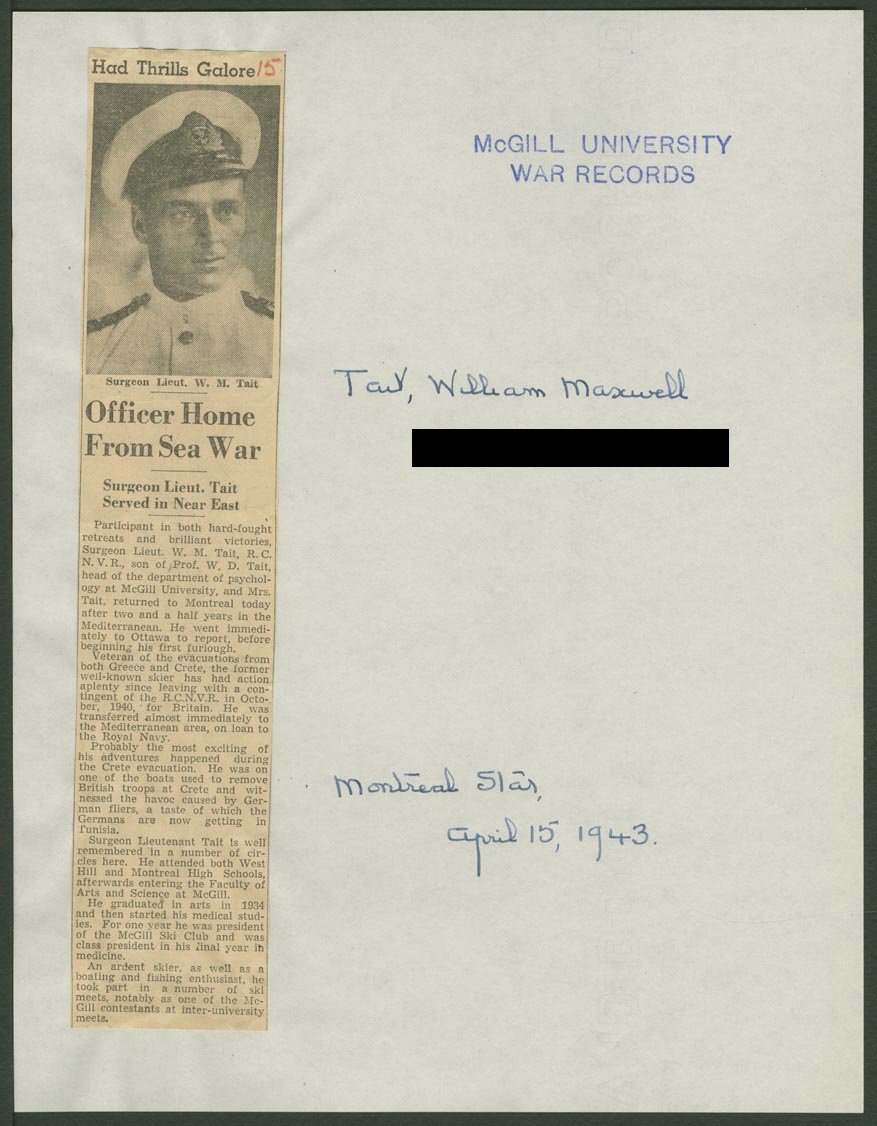 Had Thrills Galore 15
Surgeon Lieut. W. M. Tait
Officer Home
From Sea War
Surgeon Lieut. Tait
Served in Near East
Participant in both hard-fought
retreats and brilliant victories,
Surgeon Lieut. W. M. Tait, R.C.
N.V.R., son of Prof. W. D. Tait,
head of the department of psychol-
ogy at McGill University, and Mrs.
Tait, returned to Montreal today
after two and a half years in the
Mediterranean. He went immedi-
ately to Ottawa to report, before
beginning his first furlough.
Veteran of the evacuations from
both Greece and Crete, the former
well-known skier has had action
aplenty since leaving with a con-
tingent of the R.C.N.V.R. in Octo-
ber, 1940, for Britain. He was
transferred almost immediately to
the Mediterranean area, on loan to
the Royal Navy.
Probably the most exciting of
his adventures happened during
the Crete evacuation. He was on
one of the boats used to remove
British troops at Crete and wit-
nessed the havoc caused by Ger-
man fliers, a taste of which the
Germans are now getting in
Tunisia.
Surgeon Lieutenant Tait is well
remembered in a number of cir-
cles here. He attended both West
Hill and Montreal High Schools,
afterwards entering the Faculty of
Arts and Science at McGill.
He graduated in arts in 1934
and then started his medical stud-
ies. For one year he was president
of the McGill Ski Club and was
class president in his final year in
medicine.
An ardent skier, as well as a
boating and fishing enthusiast, he
took part in a number of ski
meets, notably as one of the Mc-
Gill contestants at inter-university
meets.
McGILL UNIVERSITY
WAR RECORDS
Tait, William Maxwell
Montreal Star,
April 15, 1943.